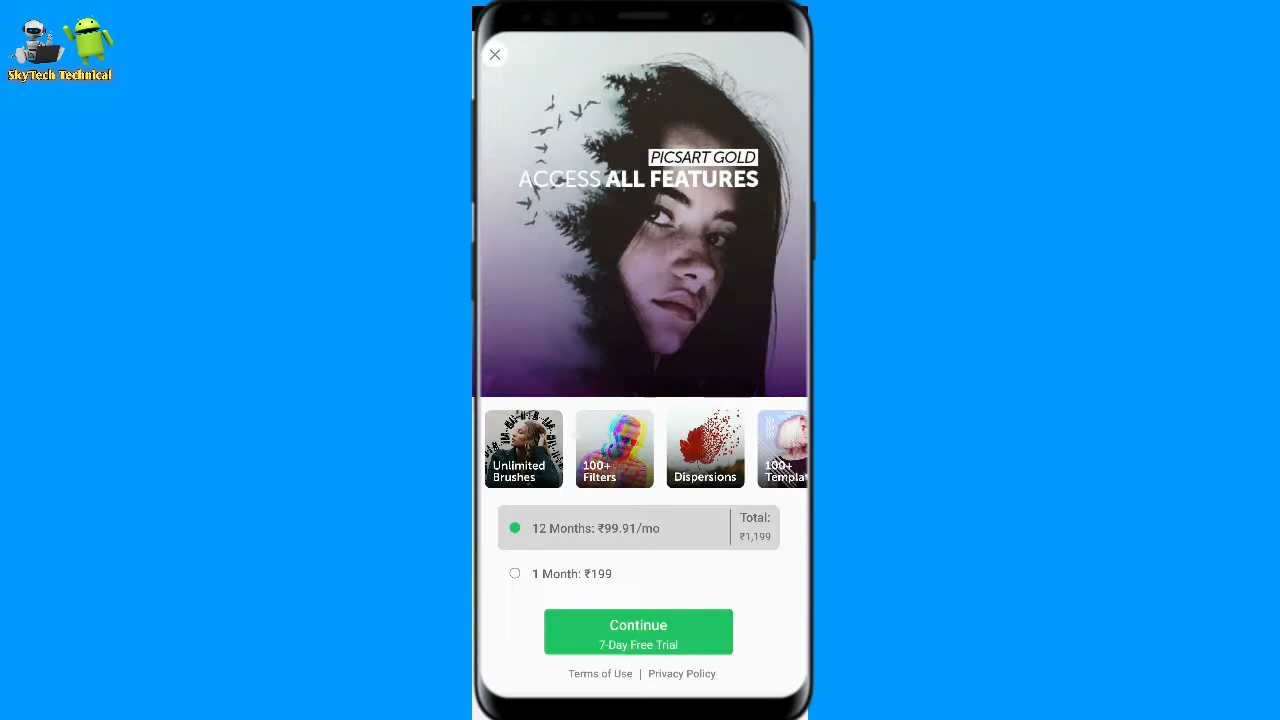 SkyTech Technical
PICSART GOLD
ACCESS ALL FEATURES
Unlimited
Brushes
100+
Filters
Dispersions
100+
Templa
12 Months: ₹99.91/mo
Total:
₹1,199
1 Month: ₹199
Continue
7-Day Free Trial
Terms of Use | Privacy Policy